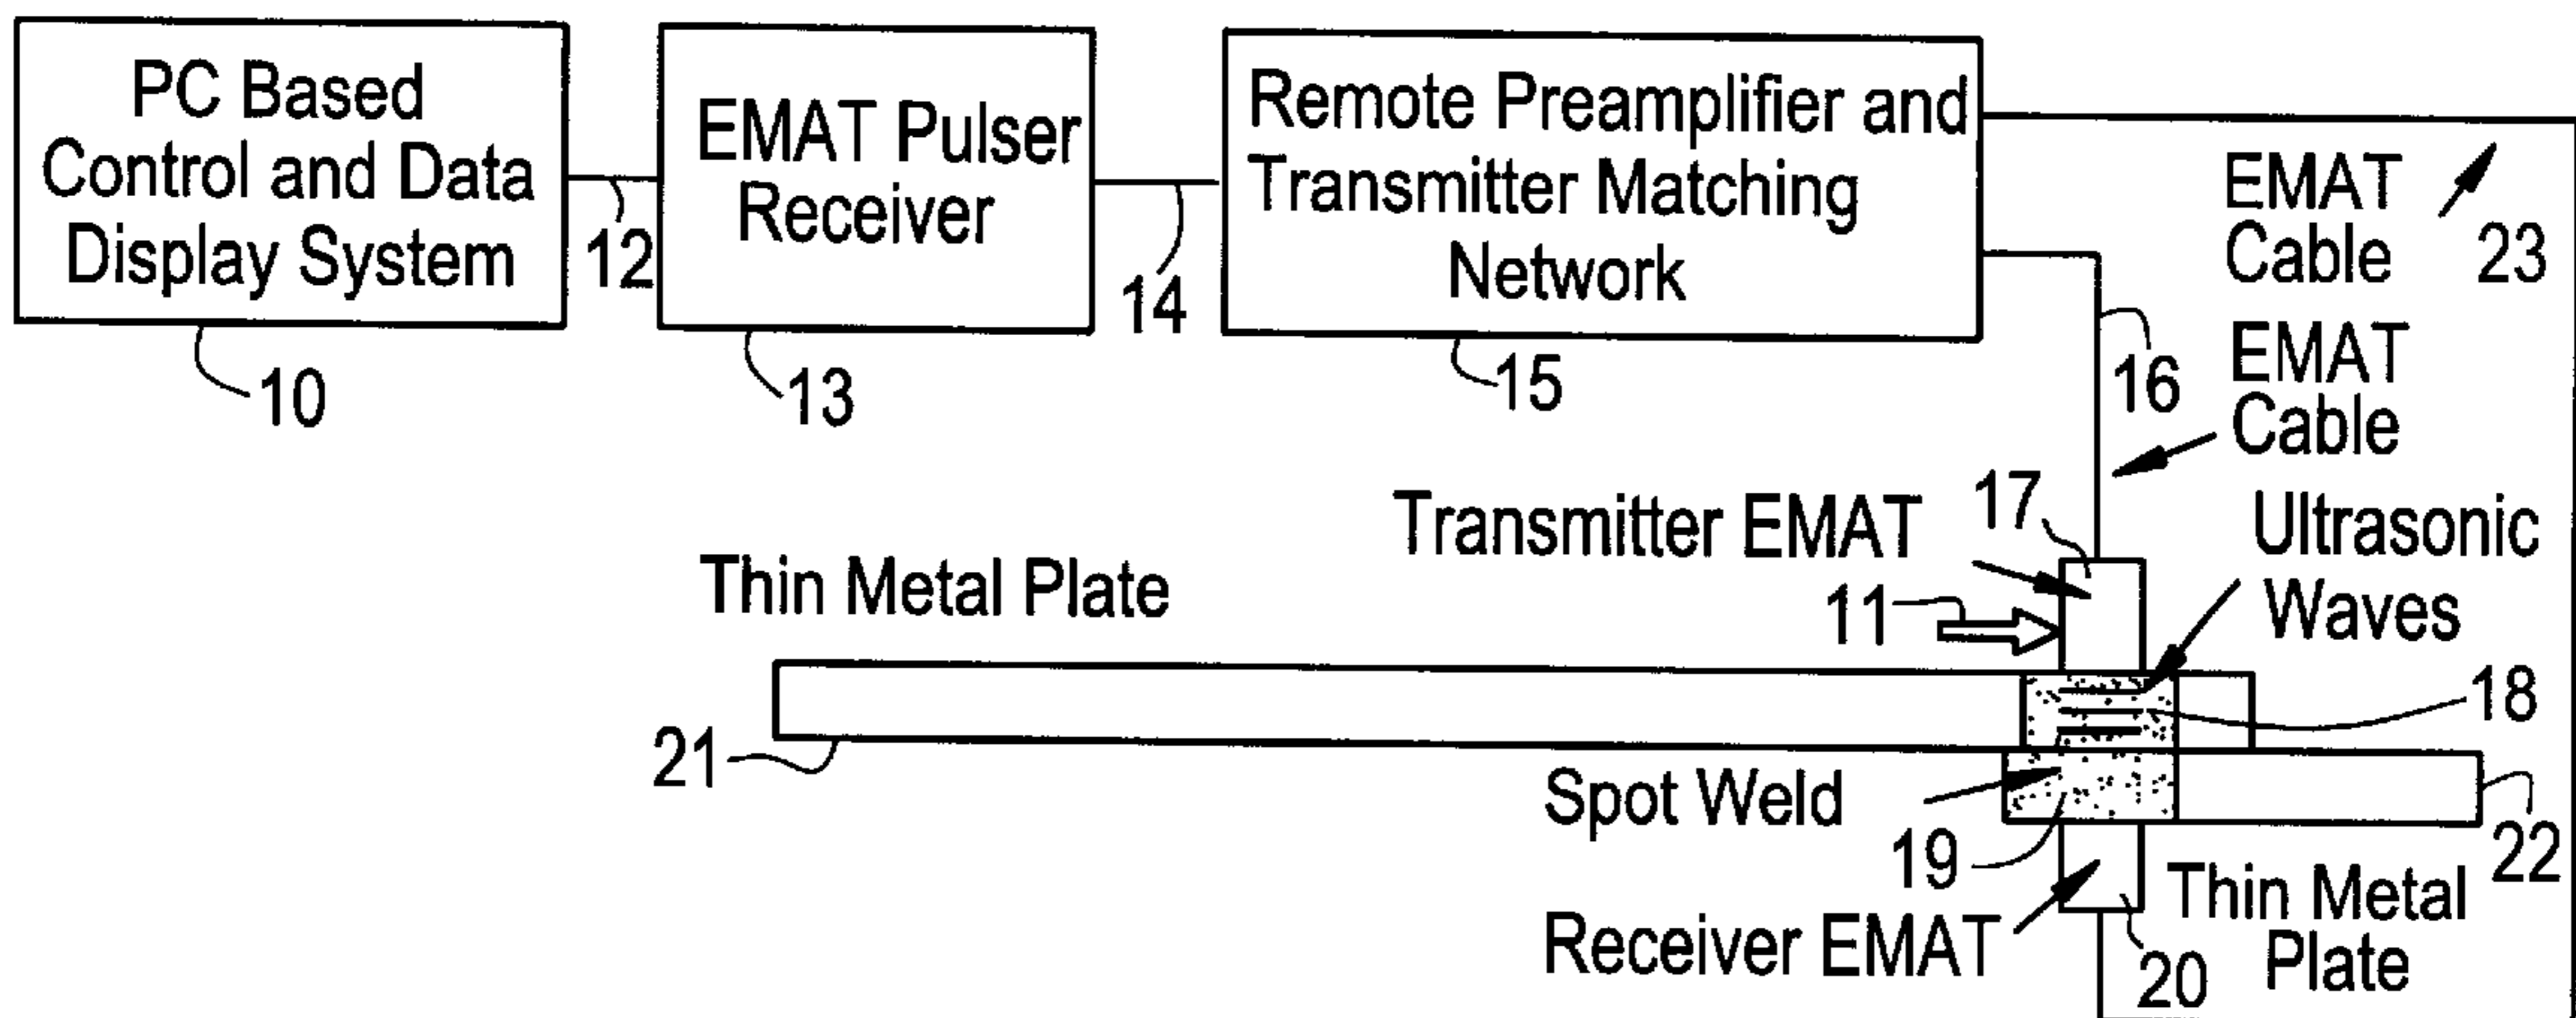 PC Based
Control and Data
Display System
10
12
EMAT Pulser
Receiver
13
14
Remote Preamplifier and
Transmitter Matching
Network
15
EMAT
Cable
23
16
EMAT
Cable
Transmitter EMAT
17
Ultrasonic
Waves
11
Thin Metal Plate
21
18
Spot Weld
19
22
Receiver EMAT
20
Thin Metal
Plate